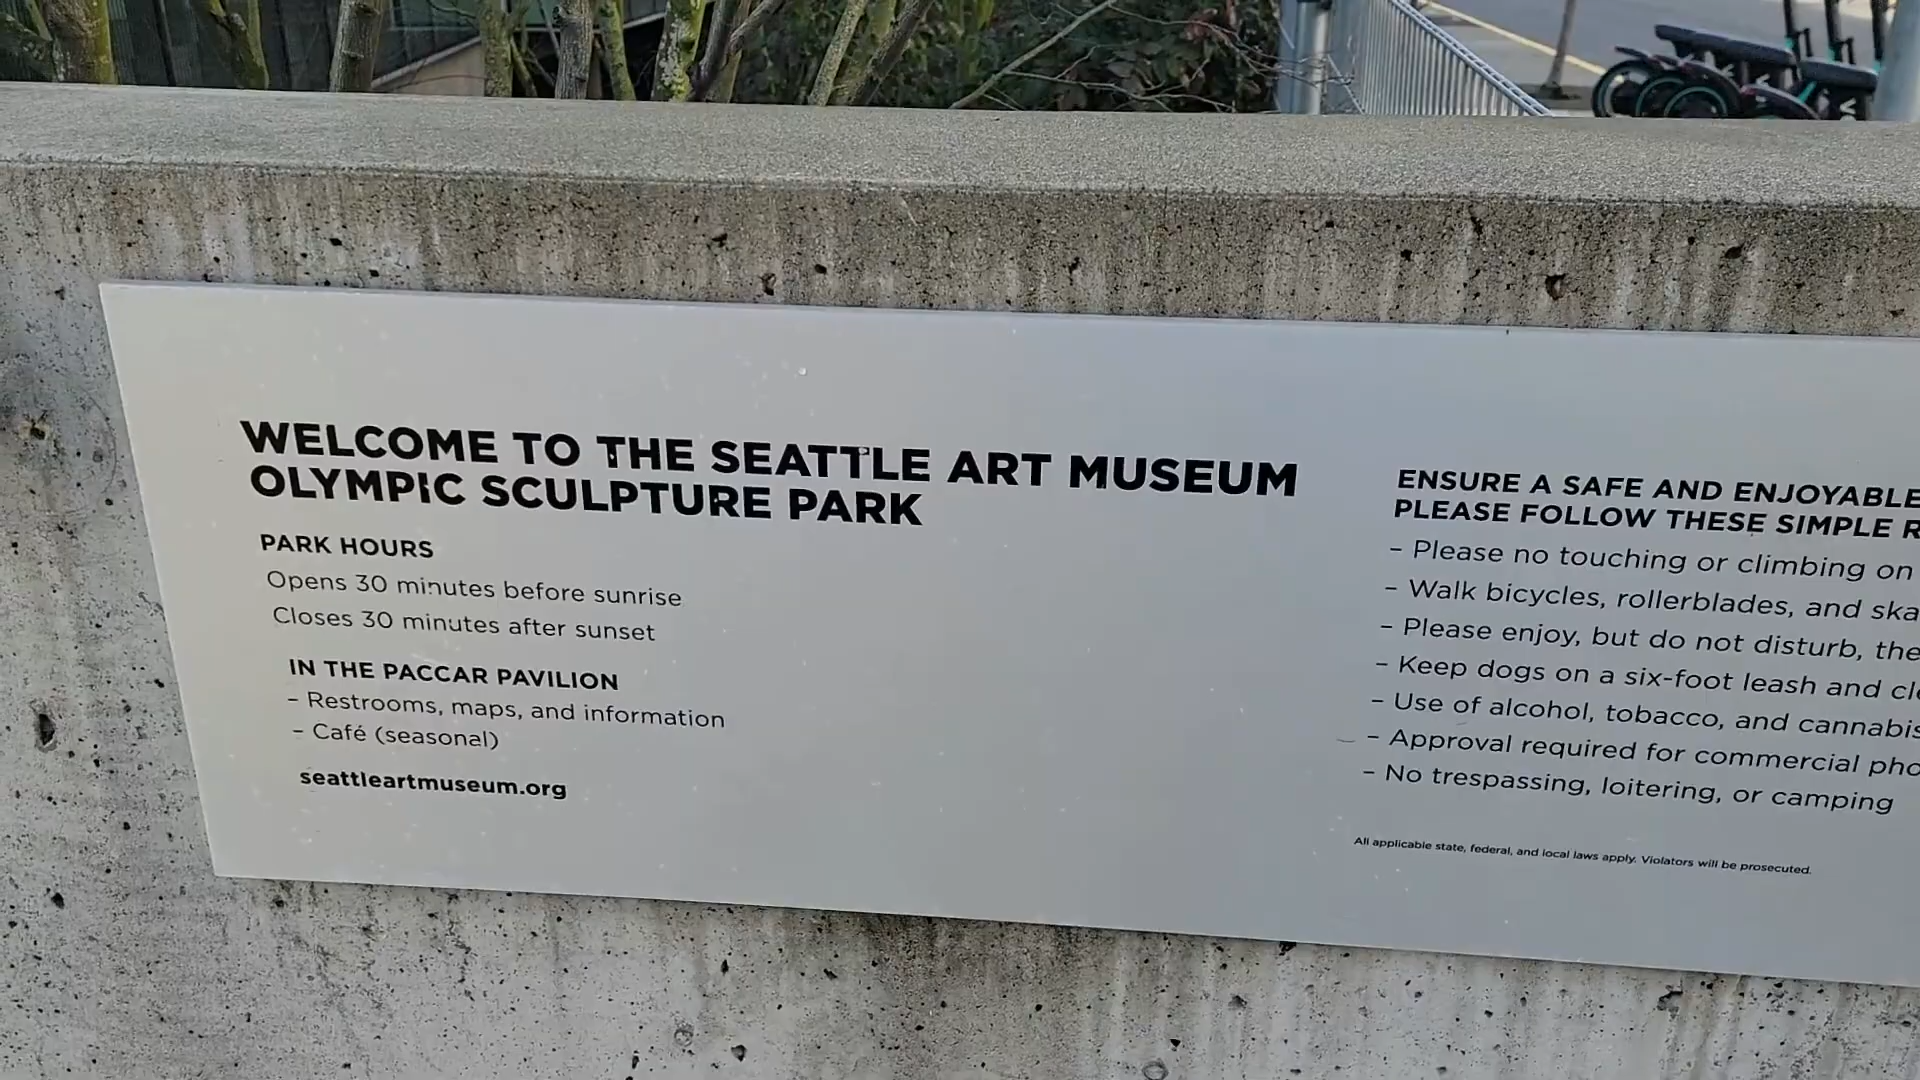 WELCOME TO THE SEATTLE ART MUSEUM
OLYMPIC SCULPTURE PARK
PARK HOURS
Opens 30 minutes before sunrise
Closes 30 minutes after sunset
IN THE PACCAR PAVILION
– Restrooms, maps, and information
– Café (seasonal)
seattleartmuseum.org
ENSURE A SAFE AND ENJOYABLE
PLEASE FOLLOW THESE SIMPLE
– Please no touching or climbing on
– Walk bicycles, rollerblades, and
– Please enjoy, but do not disturb,
– Keep dogs on a six-foot leash and
– Use of alcohol, tobacco, and cannabis
– Approval required for commercial
– No trespassing, loitering, or camping
All applicable state, federal, and local laws apply. Violators will be prosecuted.